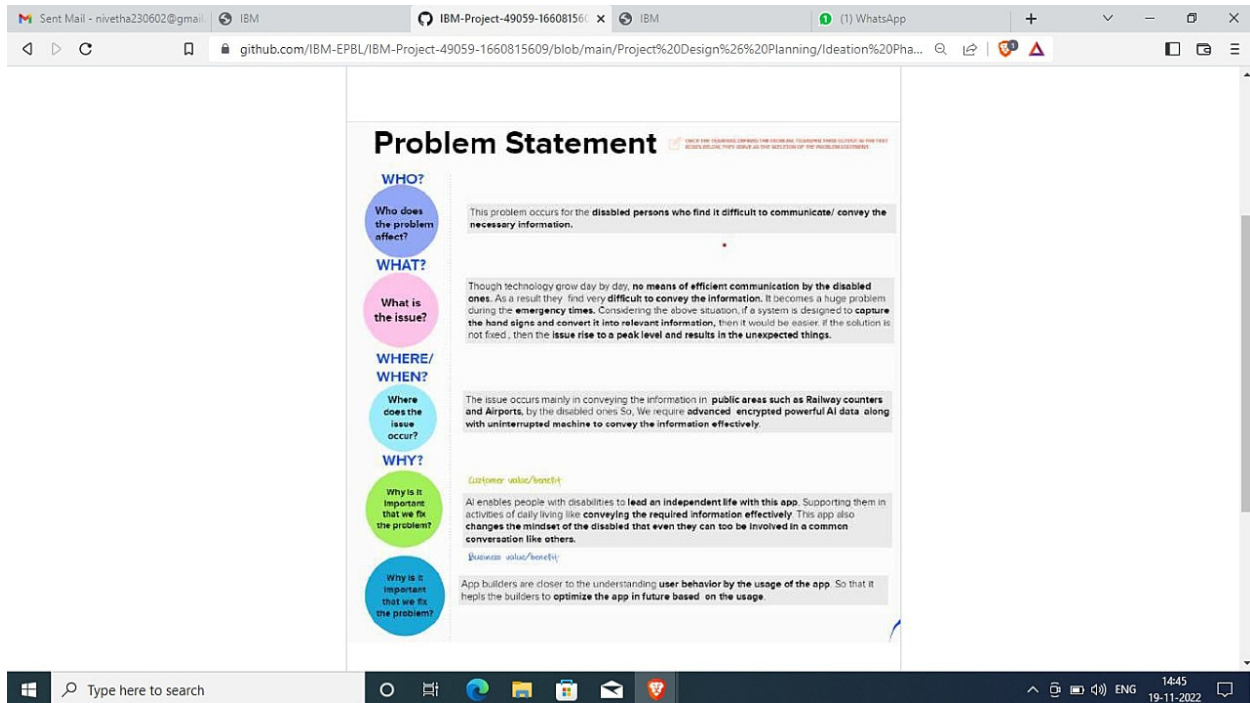 Sent Mail - nivetha230602@gmail.
IBM
IBM-Project-49059-16608156
IBM
(1) WhatsApp
github.com/IBM-EPBL/IBM-Project-49059-1660815609/blob/main/Project%20Design%26%20Planning/Ideation%20Pha...
Problem Statement
WHO?
Who does
the problem
affect?
This problem occurs for the disabled persons who find it difficult to communicate/ convey the
necessary information.
WHAT?
What is
the issue?
Though technology grow day by day, no means of efficient communication by the disabled
ones. As a result they find very difficult to convey the information. It becomes a huge problem
during the emergency times. Considering the above situation, if a system is designed to capture
the hand signs and convert it into relevant information, then it would be easier. if the solution is
not fixed , then the issue rise to a peak level and results in the unexpected things.
WHERE/
WHEN?
Where
does the
issue
occur?
The issue occurs mainly in conveying the information in public areas such as Railway counters
and Airports, by the disabled ones So, We require advanced encrypted powerful AI data along
with uninterrupted machine to convey the information effectively.
WHY?
Why is it
important
that we fix
the problem?
Customer value/benefit:
AI enables people with disabilities to lead an independent life with this app, Supporting them in
activities of daily living like conveying the required information effectively. This app also
changes the mindset of the disabled that even they can too be involved in a common
conversation like others.
Business value/benefit:
Why is it
important
that we fix
the problem?
App builders are closer to the understanding user behavior by the usage of the app. So that it
hepls the builders to optimize the app in future based on the usage.
Type here to search
ENG
14:45
19-11-2022